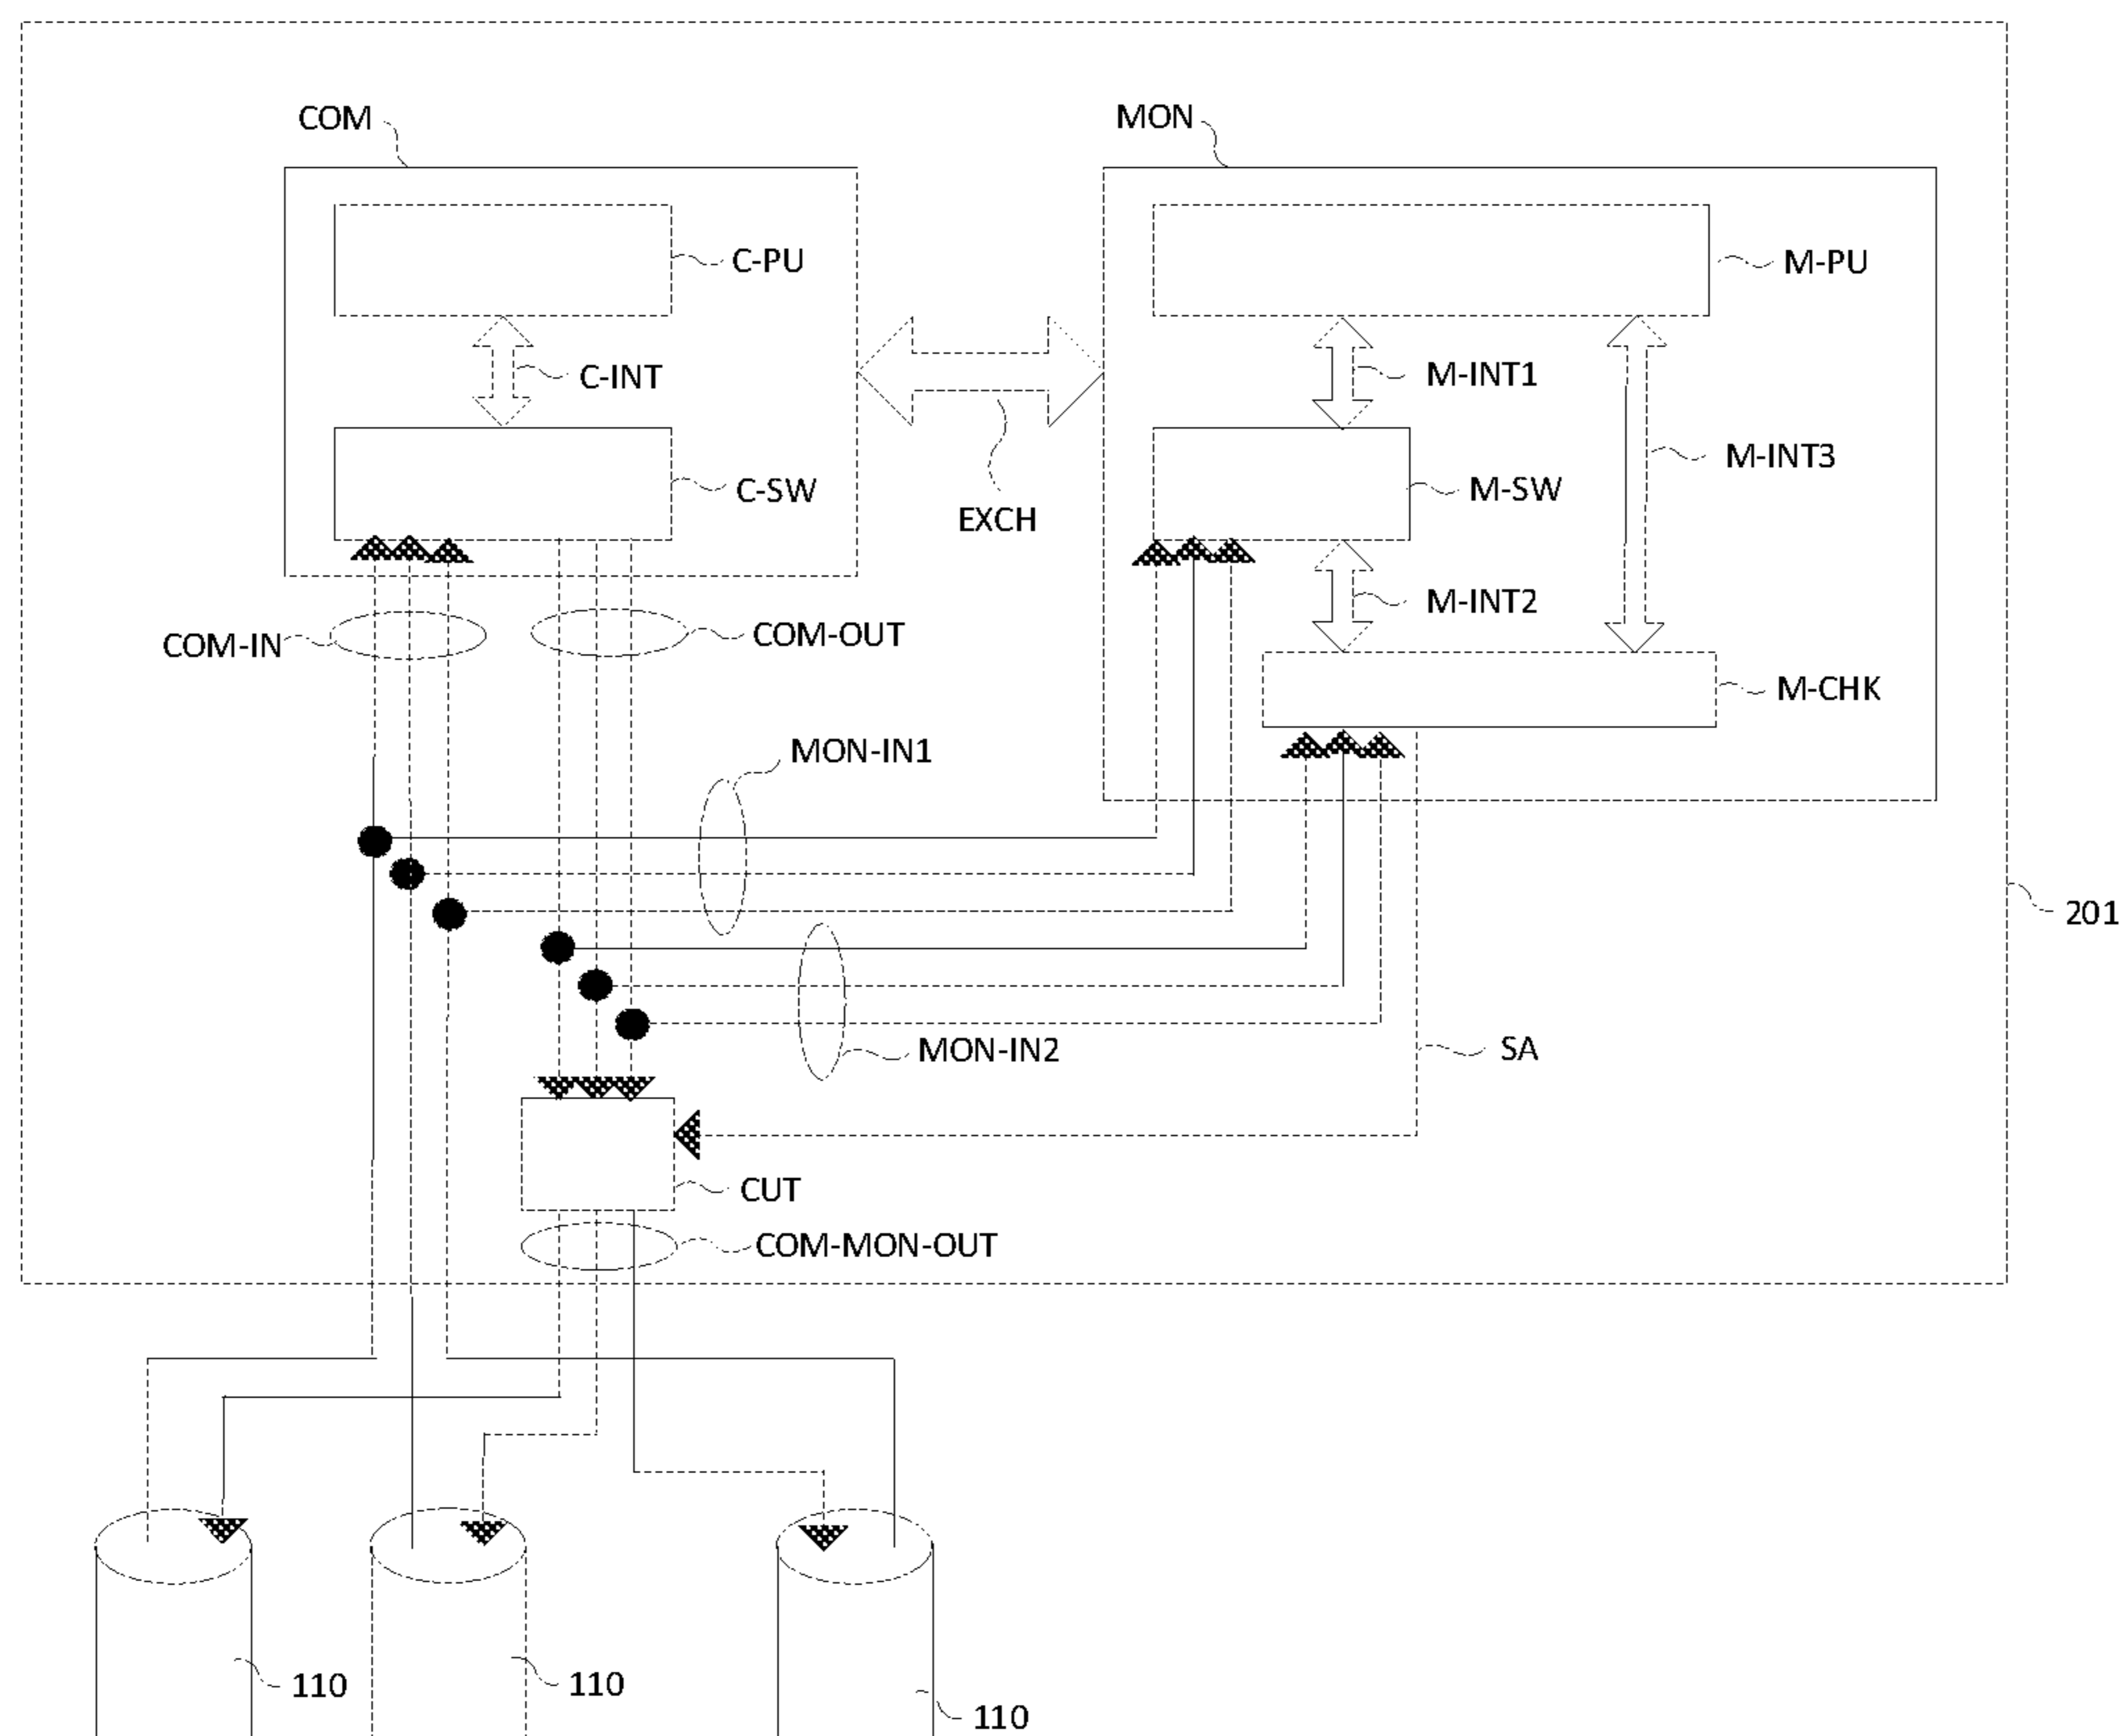 COM
MON
C-PU
M-PU
C-INT
M-INT1
M-INT3
C-SW
M-SW
EXCH
M-INT2
COM-IN
COM-OUT
M-CHK
MON-IN1
201
MON-IN2
SA
CUT
COM-MON-OUT
110
110
110